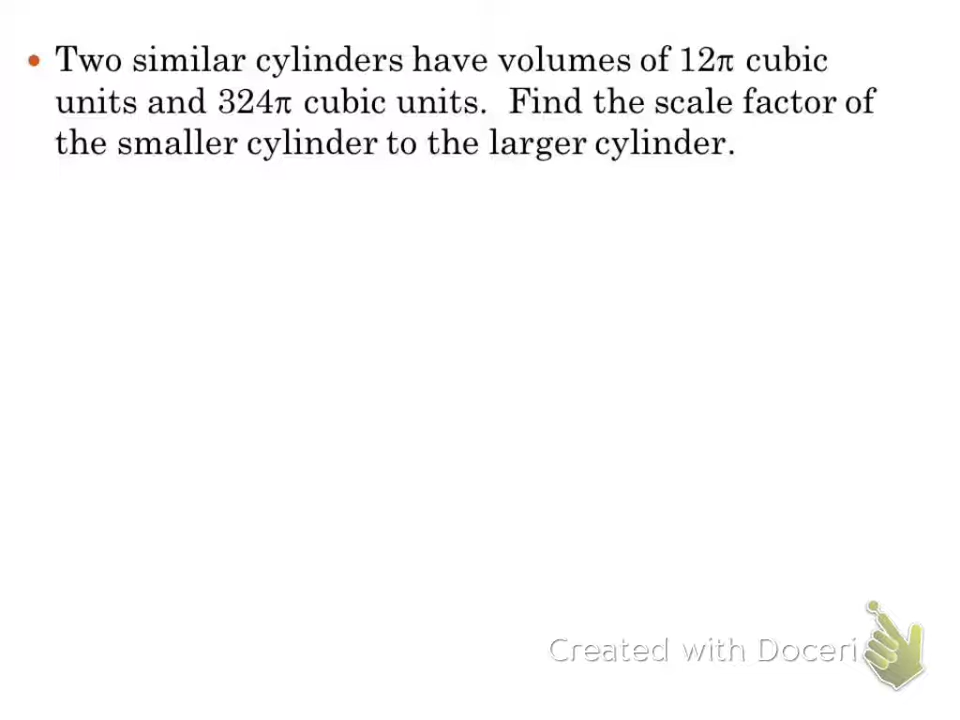 • Two similar cylinders have volumes of 12π cubic
units and 324π cubic units.  Find the scale factor of
the smaller cylinder to the larger cylinder.
Created with Doceri